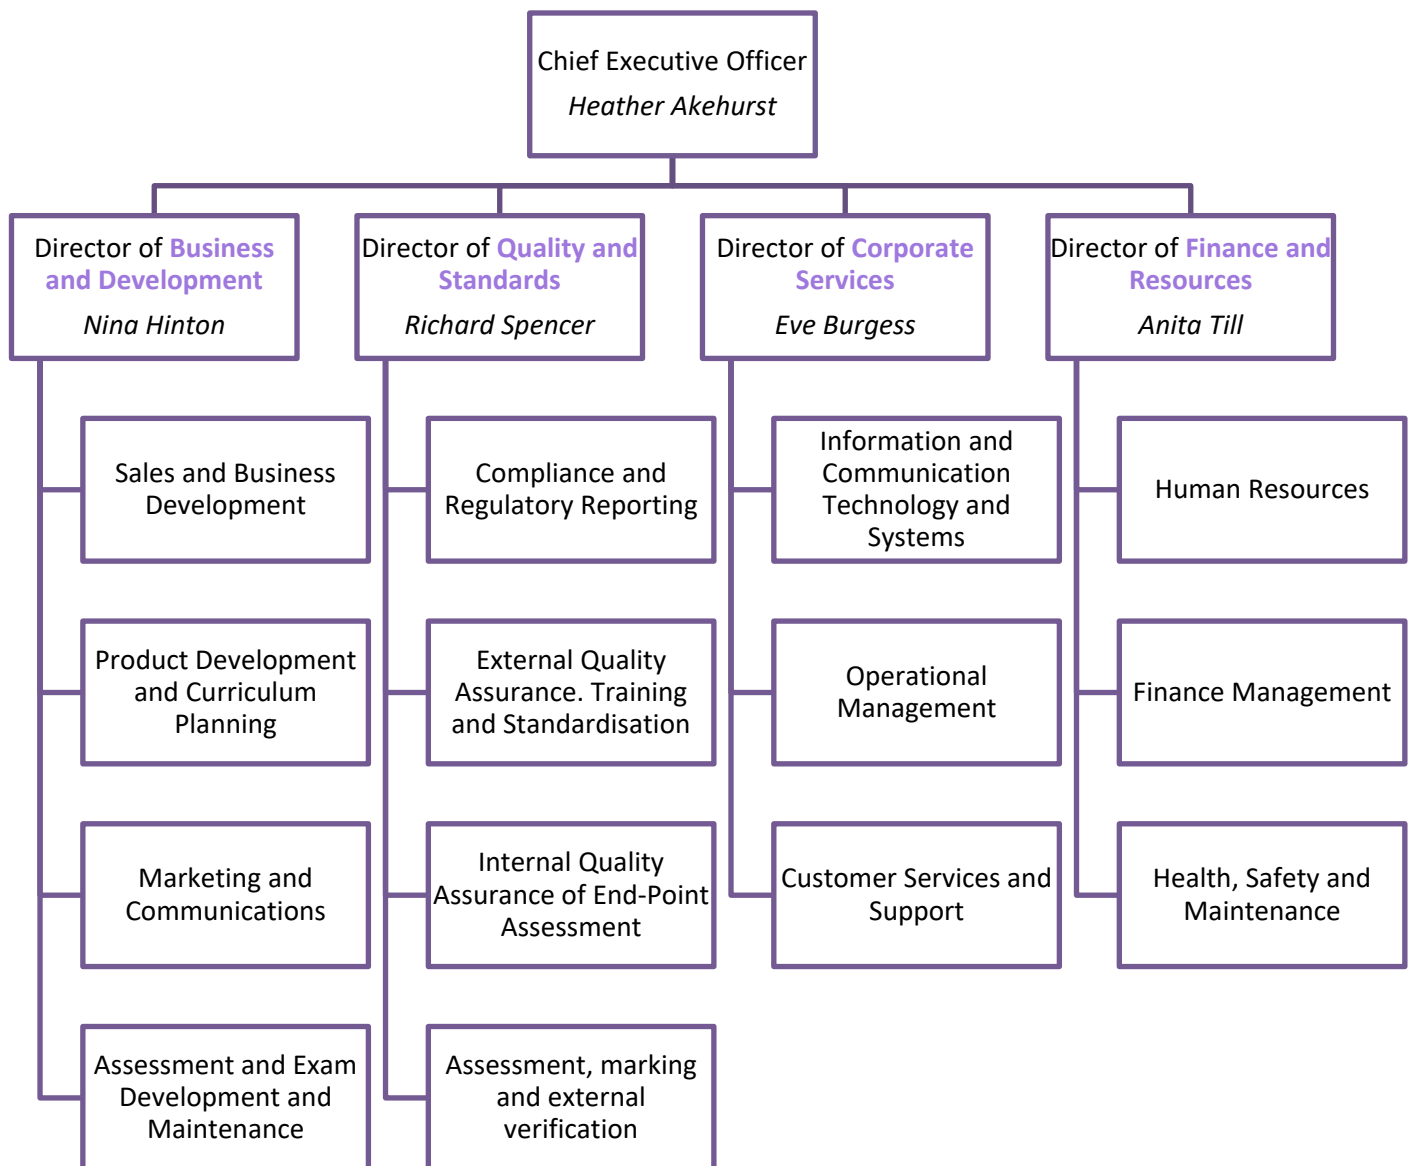 Chief Executive Officer
Heather Akehurst
Director of Business
and Development
Nina Hinton
Director of Quality and
Standards
Richard Spencer
Director of Corporate
Services
Eve Burgess
Director of Finance and
Resources
Anita Till
Sales and Business
Development
Compliance and
Regulatory Reporting
Information and
Communication
Technology and
Systems
Human Resources
Product Development
and Curriculum
Planning
External Quality
Assurance. Training
and Standardisation
Operational
Management
Finance Management
Marketing and
Communications
Internal Quality
Assurance of End-Point
Assessment
Customer Services and
Support
Health, Safety and
Maintenance
Assessment and Exam
Development and
Maintenance
Assessment, marking
and external
verification